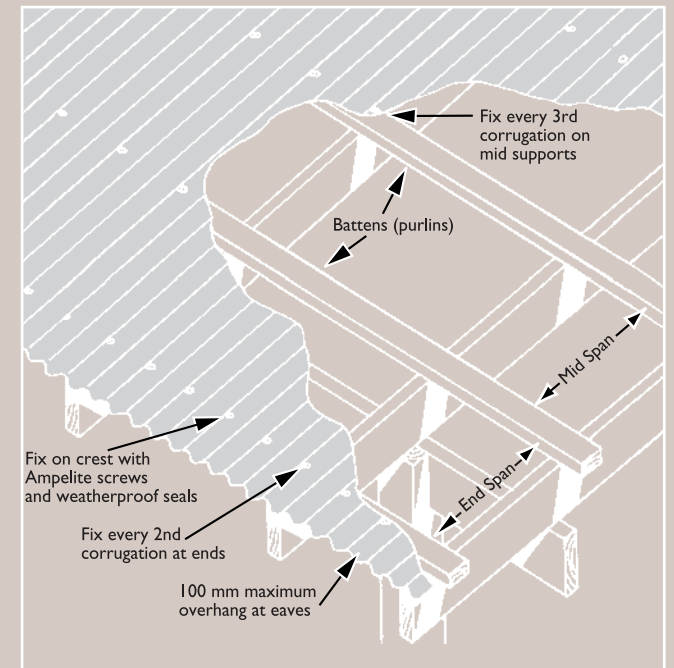 Fix every 3rd
corrugation on
mid supports
Battens (purlins)
Mid Span
End Span
Fix on crest with
Ampelite screws
and weatherproof seals
Fix every 2nd
corrugation at ends
100 mm maximum
overhang at eaves